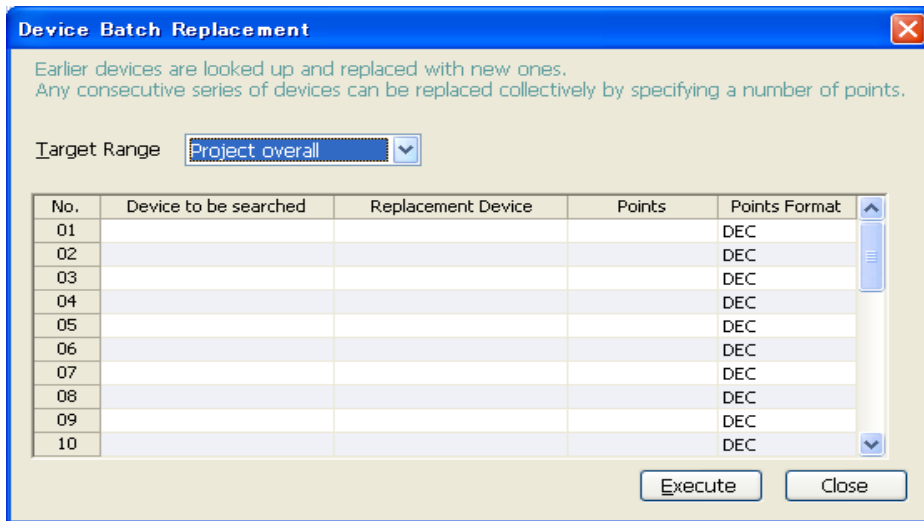 Device Batch Replacement
Earlier devices are looked up and replaced with new ones.
Any consecutive series of devices can be replaced collectively by specifying a number of points.
Target Range Project overall
No. Device to be searched Replacement Device Points Points Format
01 DEC
02 DEC
03 DEC
04 DEC
05 DEC
06 DEC
07 DEC
08 DEC
09 DEC
10 DEC
Execute Close